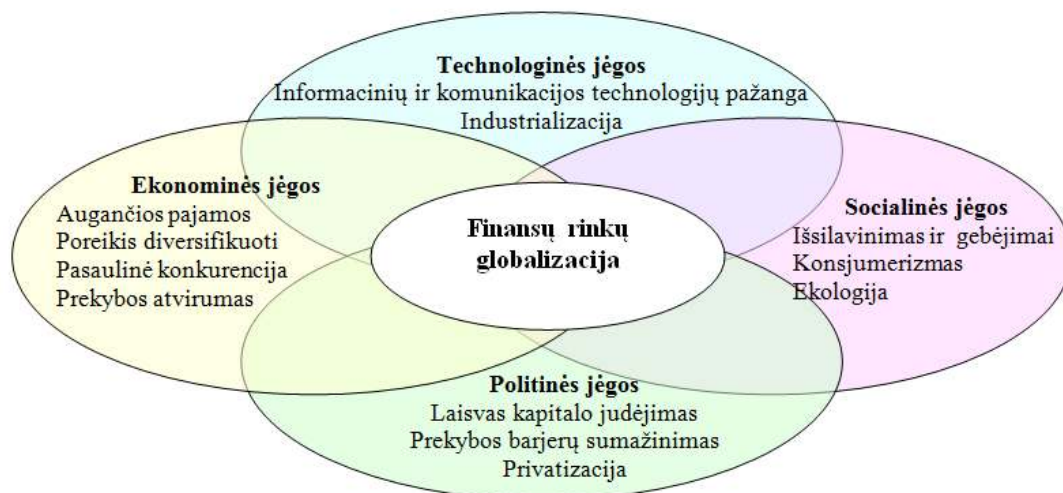 Technologinės jėgos
Informacinių ir komunikacijos technologijų pažanga
Industrializacija
Ekonominės jėgos
Augančios pajamos
Poreikis diversifikuoti
Pasaulinė konkurencija
Prekybos atvirumas
Finansų rinkų
globalizacija
Socialinės jėgos
Išsilavinimas ir gebėjimai
Konsjumerizmas
Ekologija
Politinės jėgos
Laisvas kapitalo judėjimas
Prekybos barjerų sumažinimas
Privatizacija